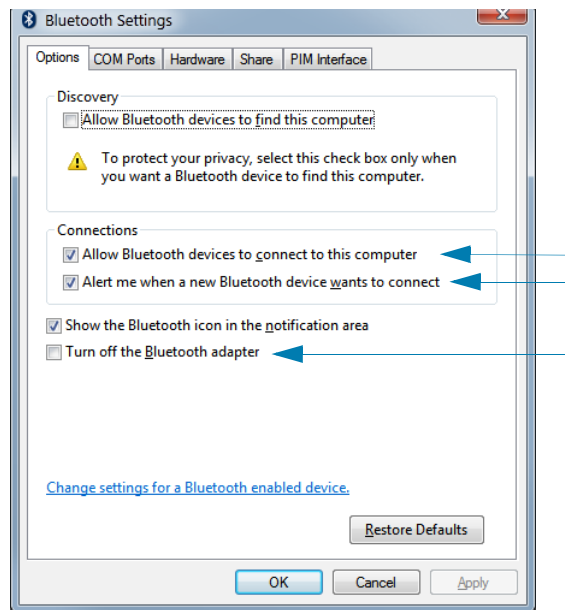 Bluetooth Settings
Options COM Ports Hardware Share PIM Interface
Discovery
Allow Bluetooth devices to find this computer
To protect your privacy, select this check box only when
you want a Bluetooth device to find this computer.
Connections
Allow Bluetooth devices to connect to this computer
Alert me when a new Bluetooth device wants to connect
Show the Bluetooth icon in the notification area
Turn off the Bluetooth adapter
Change settings for a Bluetooth enabled device.
Restore Defaults
OK Cancel Apply